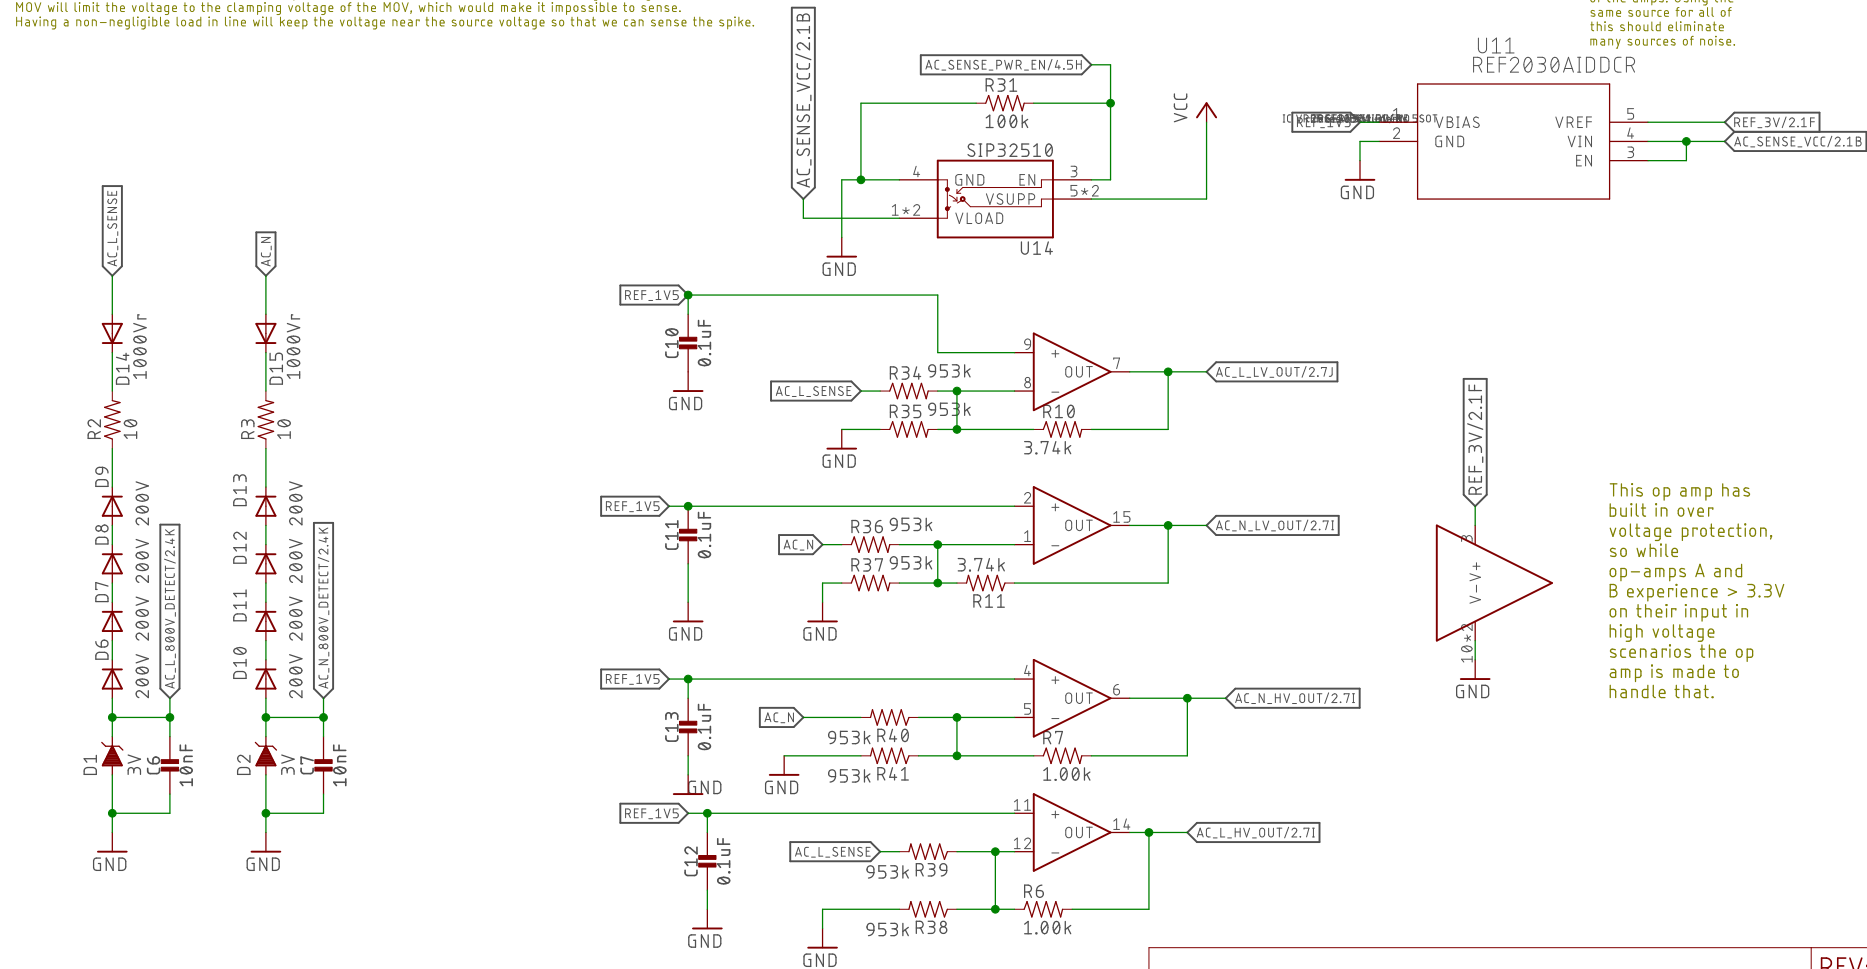 MOV will limit the voltage to the clamping voltage of the MOV, which would make it impossible to sense.
Having a non-negligible load in line will keep the voltage near the source voltage so that we can sense the spike.
same source for all of
this should eliminate
many sources of noise.
AC_SENSE_VCC/2.1B
AC_SENSE_PWR_EN/4.5H
R31
100k
VCC
SIP32510
4
GND
EN
3
VSUPP
5*2
1*2
VLOAD
U14
GND
U11
REF2030AIDDCR
REF_1V5
1
VBIAS
2
GND
VREF
5
REF_3V/2.1F
VIN
4
AC_SENSE_VCC/2.1B
EN
3
GND
AC_L_SENSE
D14
1000Vr
R2
10
D9
D8
D7
D6
200V 200V 200V 200V
AC_L_800V_DETECT/2.4K
D1
3V
C6
10nF
GND
AC_N
D15
1000Vr
R3
10
D13
D12
D11
D10
200V 200V 200V 200V
AC_N_800V_DETECT/2.4K
D2
3V
C7
10nF
GND
REF_1V5
C10
0.1uF
GND
AC_L_SENSE
R34 953k
R35 953k
GND
9
8
+
-
OUT
7
R10
3.74k
AC_L_LV_OUT/2.7J
REF_1V5
C11
0.1uF
GND
AC_N
R36 953k
R37 953k
GND
2
1
+
-
OUT
15
3.74k
R11
AC_N_LV_OUT/2.7I
REF_1V5
C13
0.1uF
GND
AC_N
953k R40
953k R41
GND
4
5
+
-
OUT
6
R7
1.00k
AC_N_HV_OUT/2.7I
REF_1V5
C12
0.1uF
GND
AC_L_SENSE
953k R39
953k R38
GND
11
12
+
-
OUT
14
R6
1.00k
AC_L_HV_OUT/2.7I
REF_3V/2.1F
3
V-V+
10*2
GND
This op amp has
built in over
voltage protection,
so while
op-amps A and
B experience > 3.3V
on their input in
high voltage
scenarios the op
amp is made to
handle that.